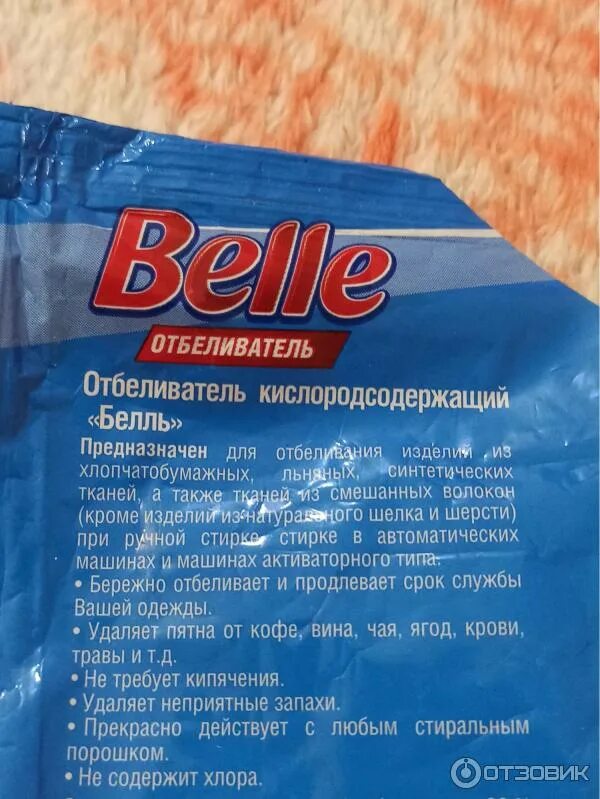 Belle
ОТБЕЛИВАТЕЛЬ
Отбеливатель кислородсодержащий
«Белль»
Предназначен для отбеливания изделий из
хлопчатобумажных, льняных, синтетических
тканей, а также тканей из смешанных волокон
(кроме изделий из натурального шелка и шерсти)
при ручной стирке, стирке в автоматических
машинах и машинах активаторного типа.
• Бережно отбеливает и продлевает срок службы
Вашей одежды.
• Удаляет пятна от кофе, вина, чая, ягод, крови,
травы и т.д.
• Не требует кипячения.
• Удаляет неприятные запахи.
• Прекрасно действует с любым стиральным
порошком.
• Не содержит хлора.
ОТЗОВИК